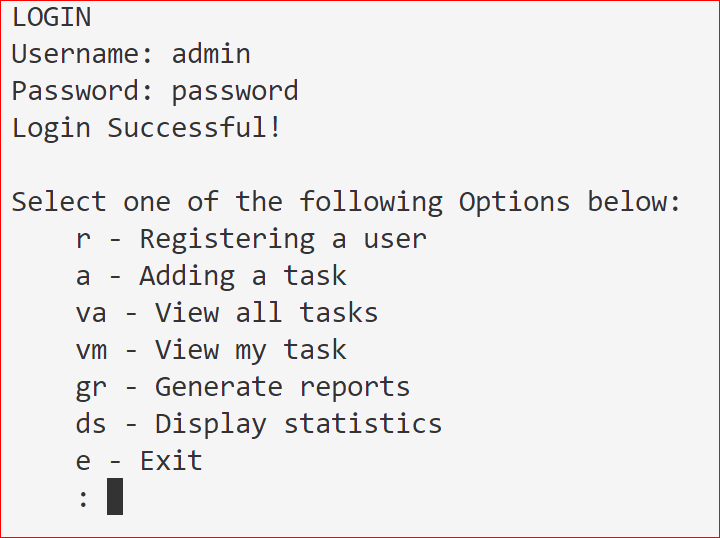 LOGIN
Username: admin
Password: password
Login Successful!
Select one of the following Options below:
r - Registering a user
a - Adding a task
va - View all tasks
vm - View my task
gr - Generate reports
ds - Display statistics
e - Exit
: